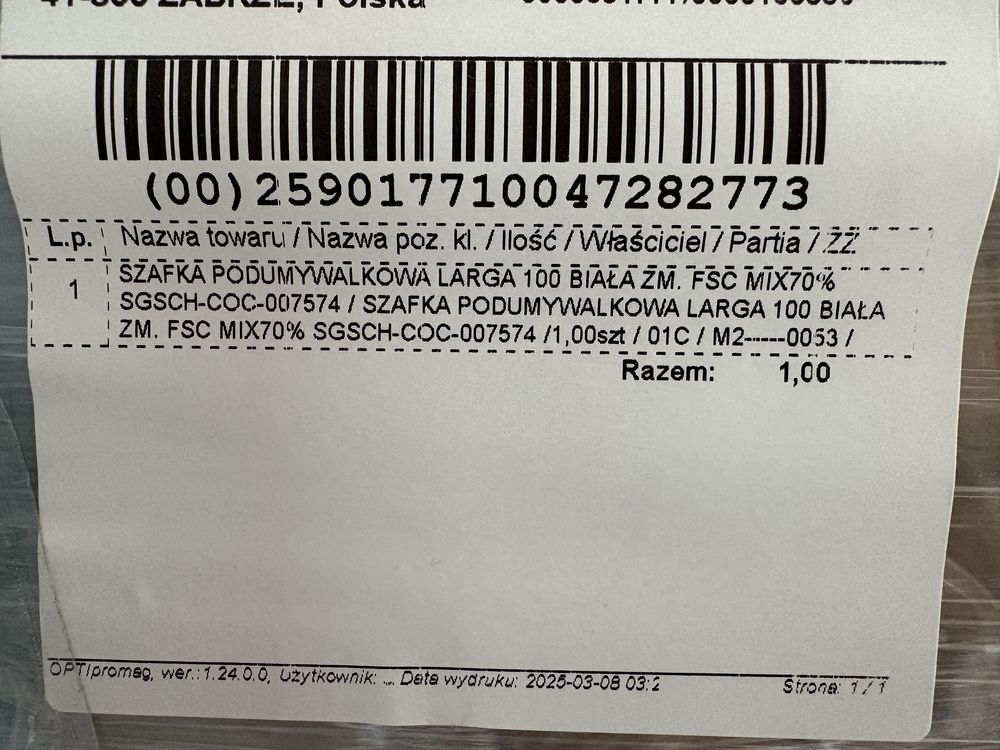 ZABRZE, Polska
(00)259017710047282773
L.p. Nazwa towaru / Nazwa poz. kl. / Ilość / Właściciel / Partia / ZZ
1 SZAFKA PODUMYWALKOWA LARGA 100 BIAŁA ZM. FSC MIX70%
SGSCH-COC-007574 / SZAFKA PODUMYWALKOWA LARGA 100 BIAŁA
ZM. FSC MIX70% SGSCH-COC-007574 /1,00szt / 01C / M2-----0053 /
Razem: 1,00
OPTIpromag, wer.:1.24.0.0, Użytkownik: ... Data wydruku: 2025-03-08 03:2
Strona: 1 / 1